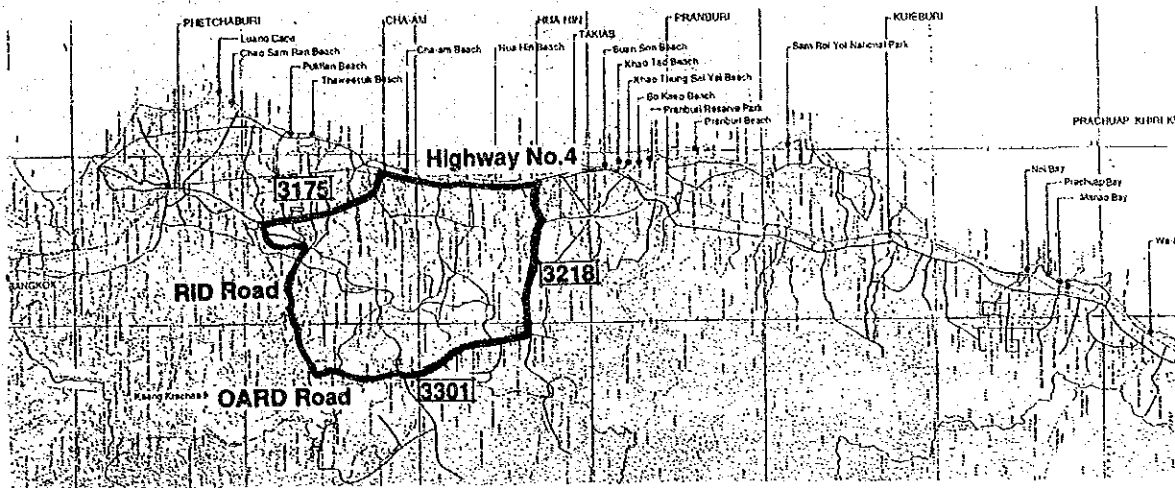 PHETCHABURI
CHA-AM
HUA HIN
PRANBURI
KUIEBURI
Luang Cave
TAKIAB
Chao Sam Ran Beach
Cha-am Beach
Hua Hin Beach
Suan Son Beach
Sam Roi Yot National Park
Puktian Beach
Khao Tao Beach
Thaweesuk Beach
Khao Thung Sai Yai Beach
Bo Kaeo Beach
Pranburi Reserve Park
Pranburi Beach
PRACHUAP KHIRI K
Highway No.4
3175
Noi Bay
Prachuap Bay
Manao Bay
3218
RID Road
BANGKOK
OARD Road
3301